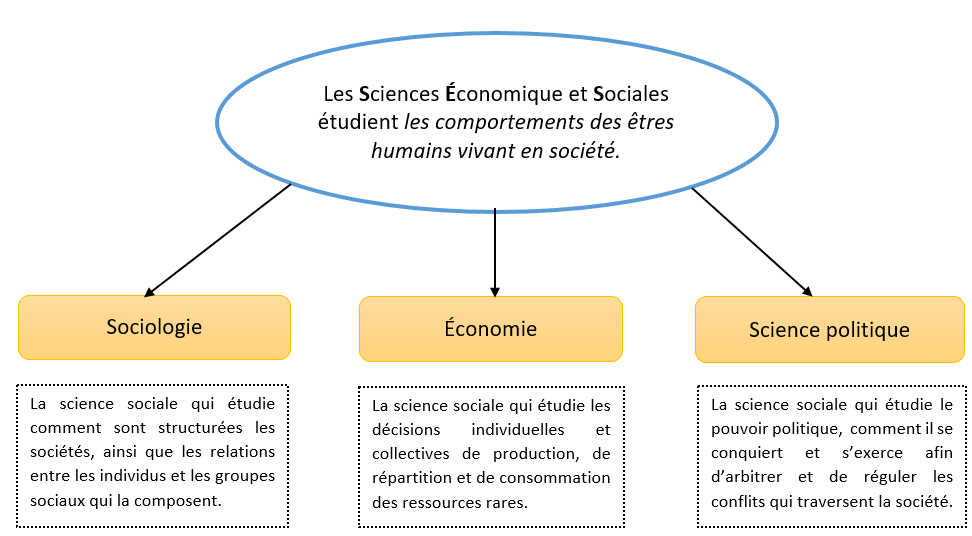 Les Sciences Économique et Sociales
étudient les comportements des êtres
humains vivant en société.
Sociologie
Économie
Science politique
La science sociale qui étudie
comment sont structurées les
sociétés, ainsi que les relations
entre les individus et les groupes
sociaux qui la composent.
La science sociale qui étudie les
décisions individuelles et
collectives de production, de
répartition et de consommation
des ressources rares.
La science sociale qui étudie le
pouvoir politique, comment il se
conquiert et s’exerce afin
d’arbitrer et de réguler les
conflits qui traversent la société.